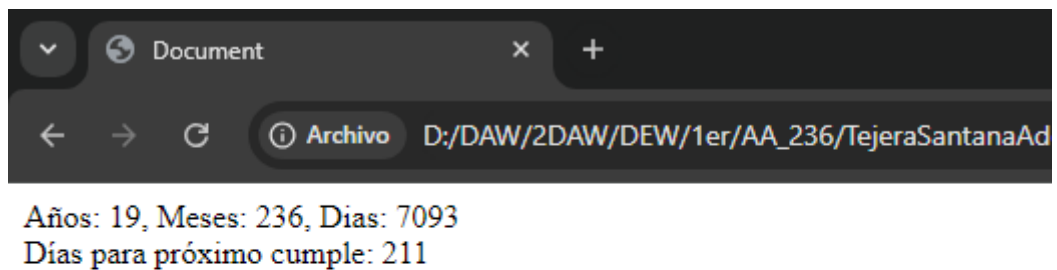 Document
Archivo D:/DAW/2DAW/DEW/1er/AA_236/TejeraSantanaAd
Años: 19, Meses: 236, Dias: 7093
Días para próximo cumple: 211